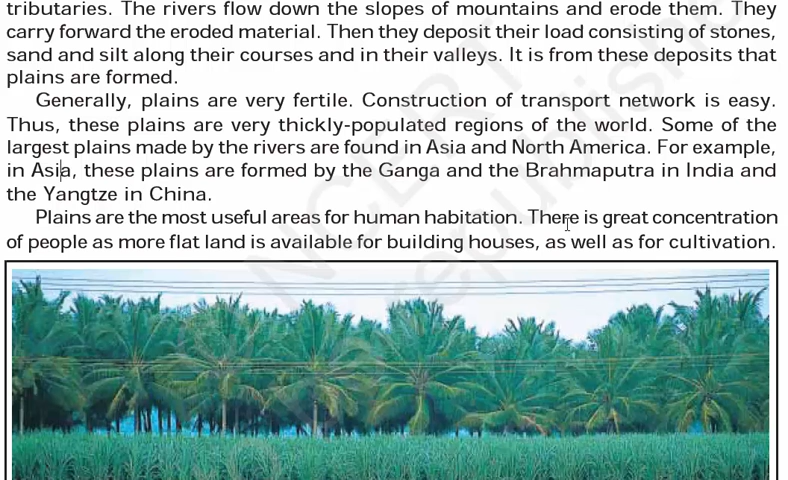 tributaries. The rivers flow down the slopes of mountains and erode them. They
carry forward the eroded material. Then they deposit their load consisting of stones,
sand and silt along their courses and in their valleys. It is from these deposits that
plains are formed.
Generally, plains are very fertile. Construction of transport network is easy.
Thus, these plains are very thickly-populated regions of the world. Some of the
largest plains made by the rivers are found in Asia and North America. For example,
in Asia, these plains are formed by the Ganga and the Brahmaputra in India and
the Yangtze in China.
Plains are the most useful areas for human habitation. There is great concentration
of people as more flat land is available for building houses, as well as for cultivation.
NCERT
republishe